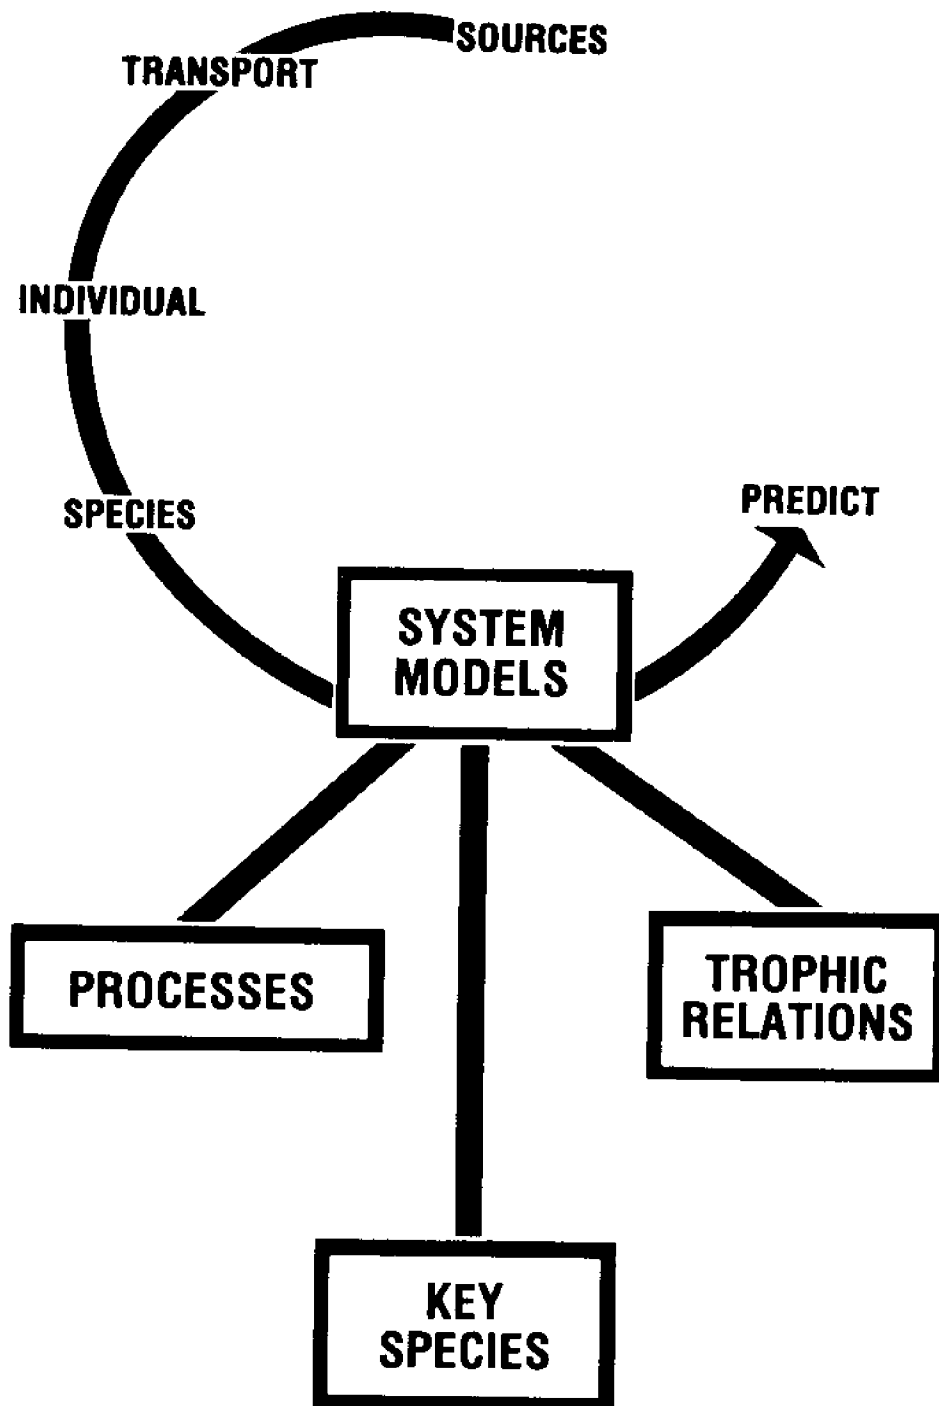 SOURCES
TRANSPORT
INDIVIDUAL
SPECIES
PREDICT
SYSTEM
MODELS
PROCESSES
TROPHIC
RELATIONS
KEY
SPECIES